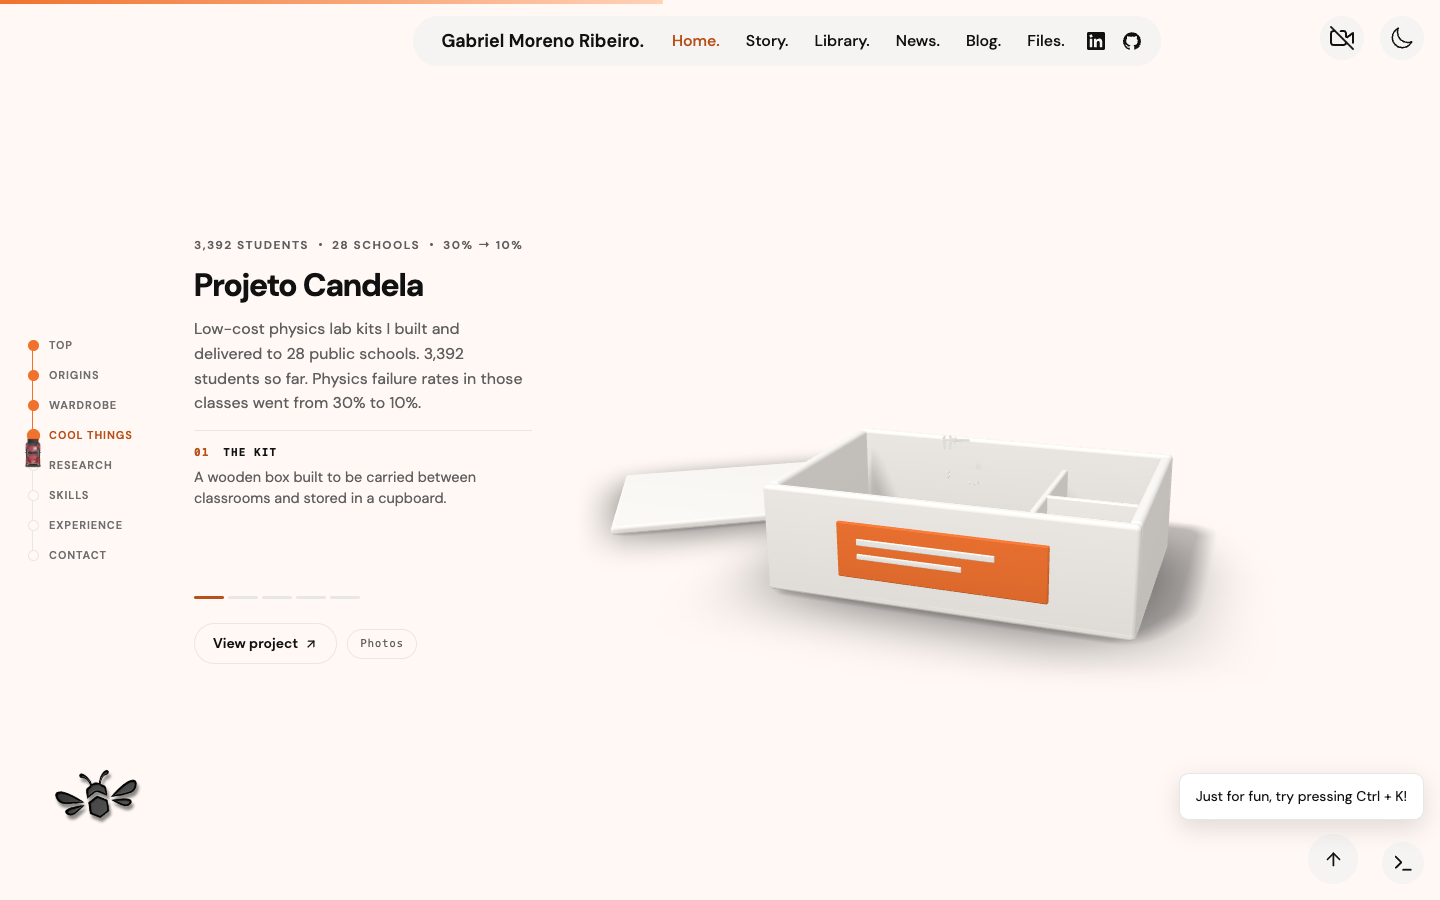 Gabriel Moreno Ribeiro.
Home.
Story.
Library.
News.
Blog.
Files.
3,392 STUDENTS • 28 SCHOOLS • 30% → 10%
Projeto Candela
Low-cost physics lab kits I built and
delivered to 28 public schools. 3,392
students so far. Physics failure rates in those
classes went from 30% to 10%.
01 THE KIT
A wooden box built to be carried between
classrooms and stored in a cupboard.
View project ↗
Photos
TOP
ORIGINS
WARDROBE
COOL THINGS
RESEARCH
SKILLS
EXPERIENCE
CONTACT
Just for fun, try pressing Ctrl + K!